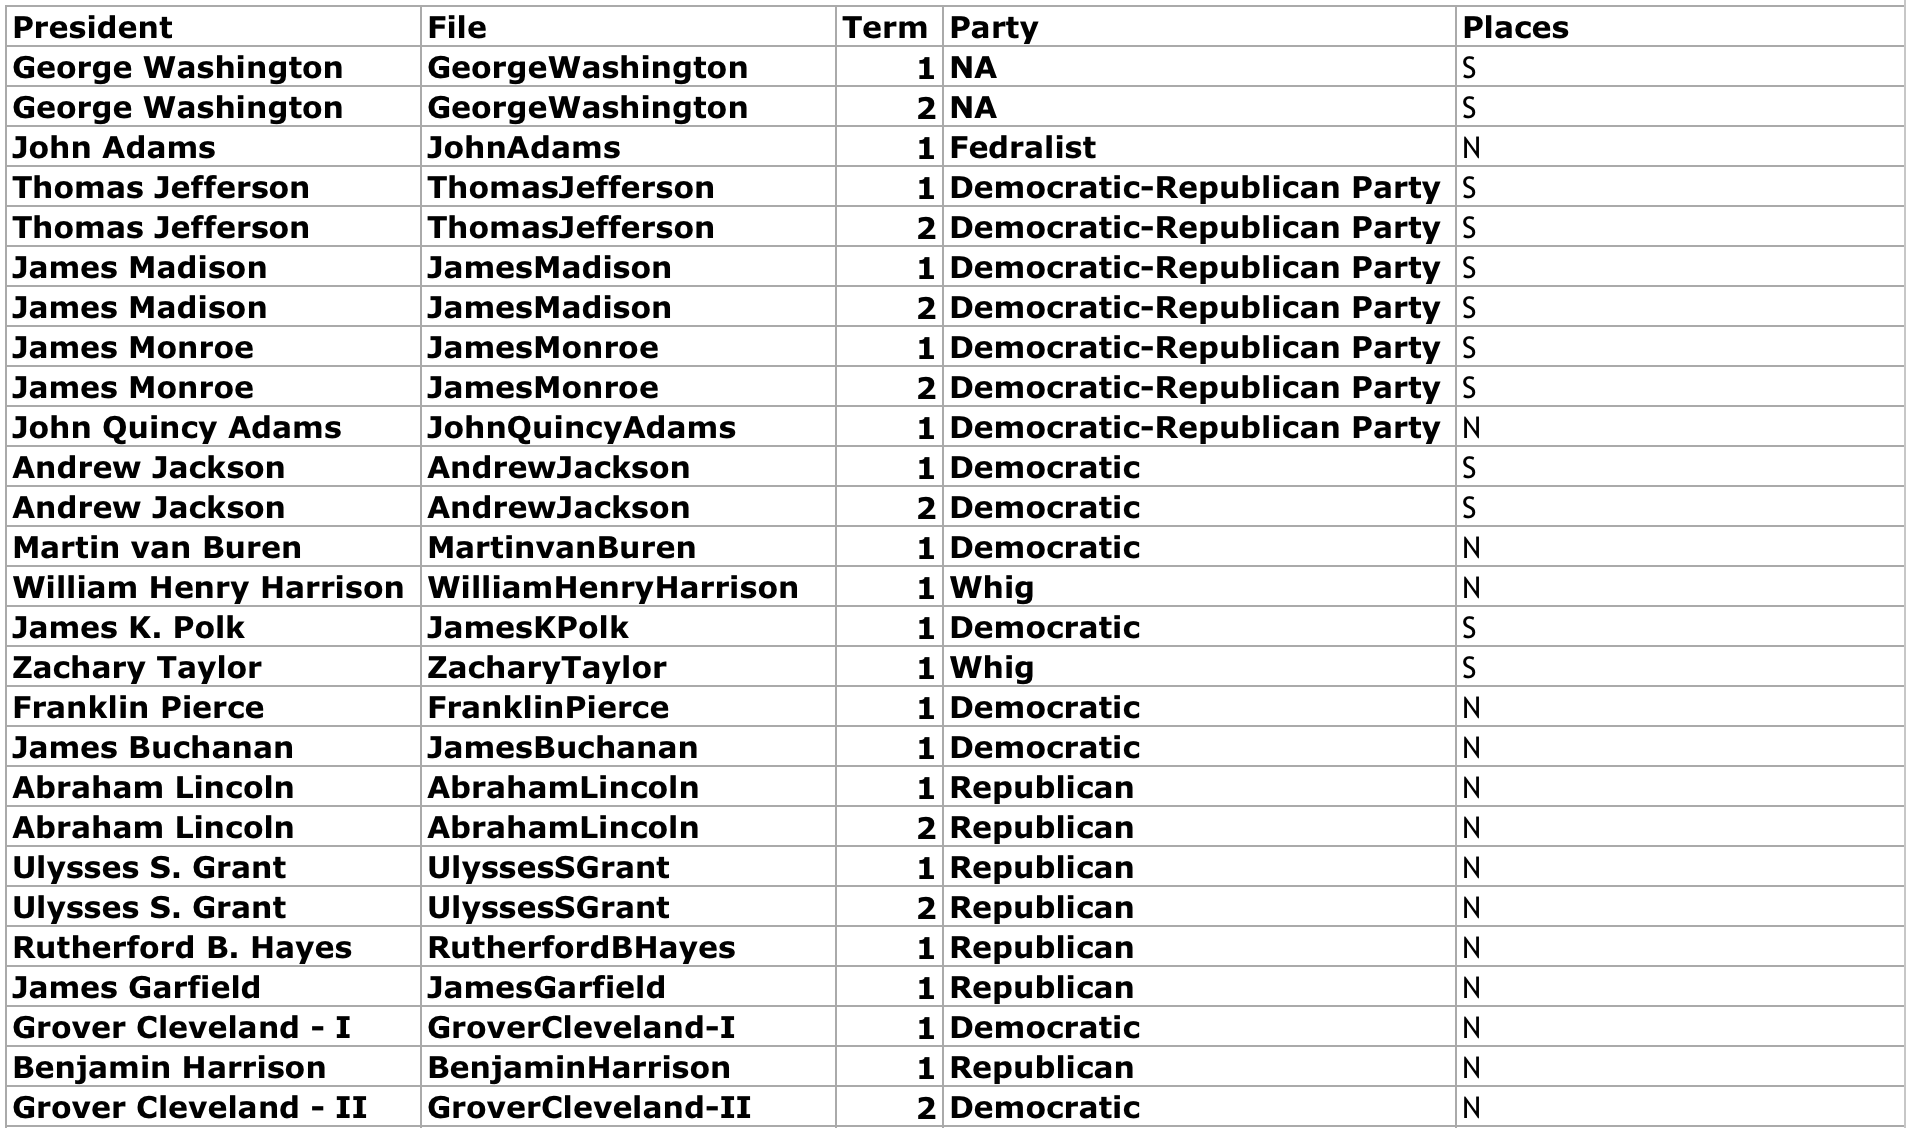 President File Term Party Places
George Washington GeorgeWashington 1 NA S
George Washington GeorgeWashington 2 NA S
John Adams JohnAdams 1 Fedralist N
Thomas Jefferson ThomasJefferson 1 Democratic-Republican Party S
Thomas Jefferson ThomasJefferson 2 Democratic-Republican Party S
James Madison JamesMadison 1 Democratic-Republican Party S
James Madison JamesMadison 2 Democratic-Republican Party S
James Monroe JamesMonroe 1 Democratic-Republican Party S
James Monroe JamesMonroe 2 Democratic-Republican Party S
John Quincy Adams JohnQuincyAdams 1 Democratic-Republican Party N
Andrew Jackson AndrewJackson 1 Democratic S
Andrew Jackson AndrewJackson 2 Democratic S
Martin van Buren MartinvanBuren 1 Democratic N
William Henry Harrison WilliamHenryHarrison 1 Whig N
James K. Polk JamesKPolk 1 Democratic S
Zachary Taylor ZacharyTaylor 1 Whig S
Franklin Pierce FranklinPierce 1 Democratic N
James Buchanan JamesBuchanan 1 Democratic N
Abraham Lincoln AbrahamLincoln 1 Republican N
Abraham Lincoln AbrahamLincoln 2 Republican N
Ulysses S. Grant UlyssesSGrant 1 Republican N
Ulysses S. Grant UlyssesSGrant 2 Republican N
Rutherford B. Hayes RutherfordBHayes 1 Republican N
James Garfield JamesGarfield 1 Republican N
Grover Cleveland - I GroverCleveland-I 1 Democratic N
Benjamin Harrison BenjaminHarrison 1 Republican N
Grover Cleveland - II GroverCleveland-II 2 Democratic N